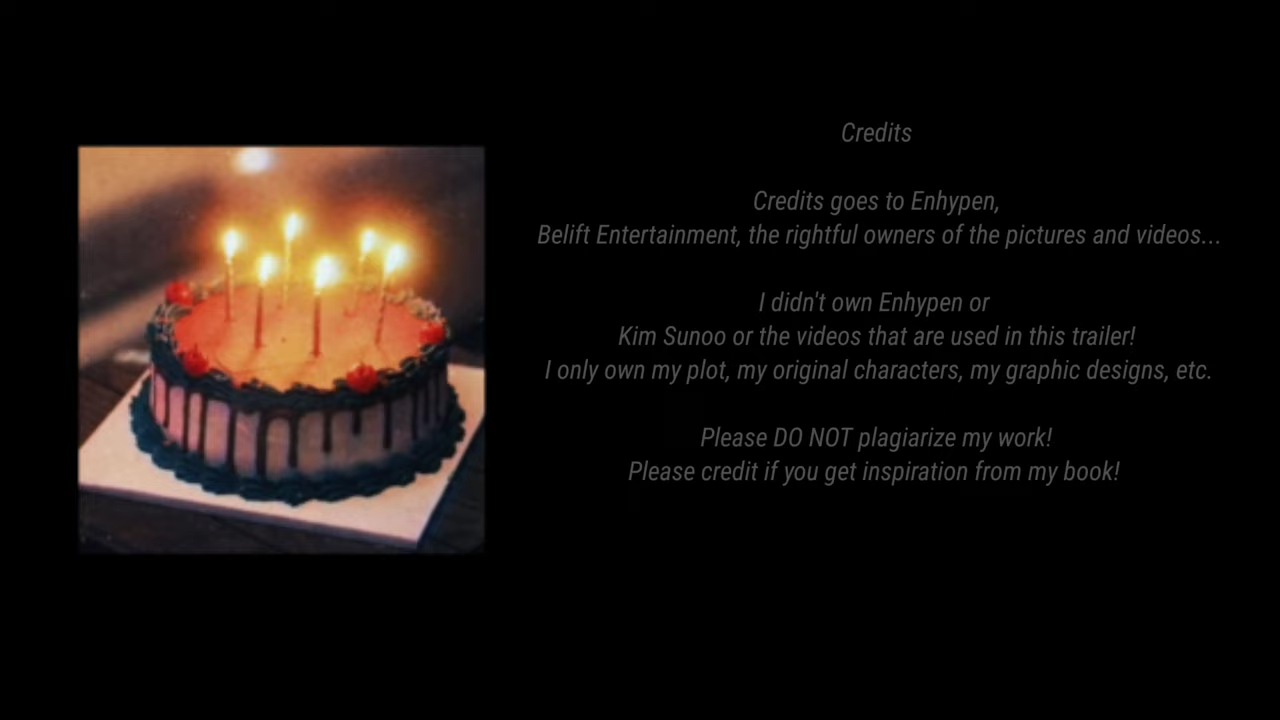 Credits
Credits goes to Enhypen,
Belift Entertainment, the rightful owners of the pictures and videos...
I didn't own Enhypen or
Kim Sunoo or the videos that are used in this trailer!
I only own my plot, my original characters, my graphic designs, etc.
Please DO NOT plagiarize my work!
Please credit if you get inspiration from my book!